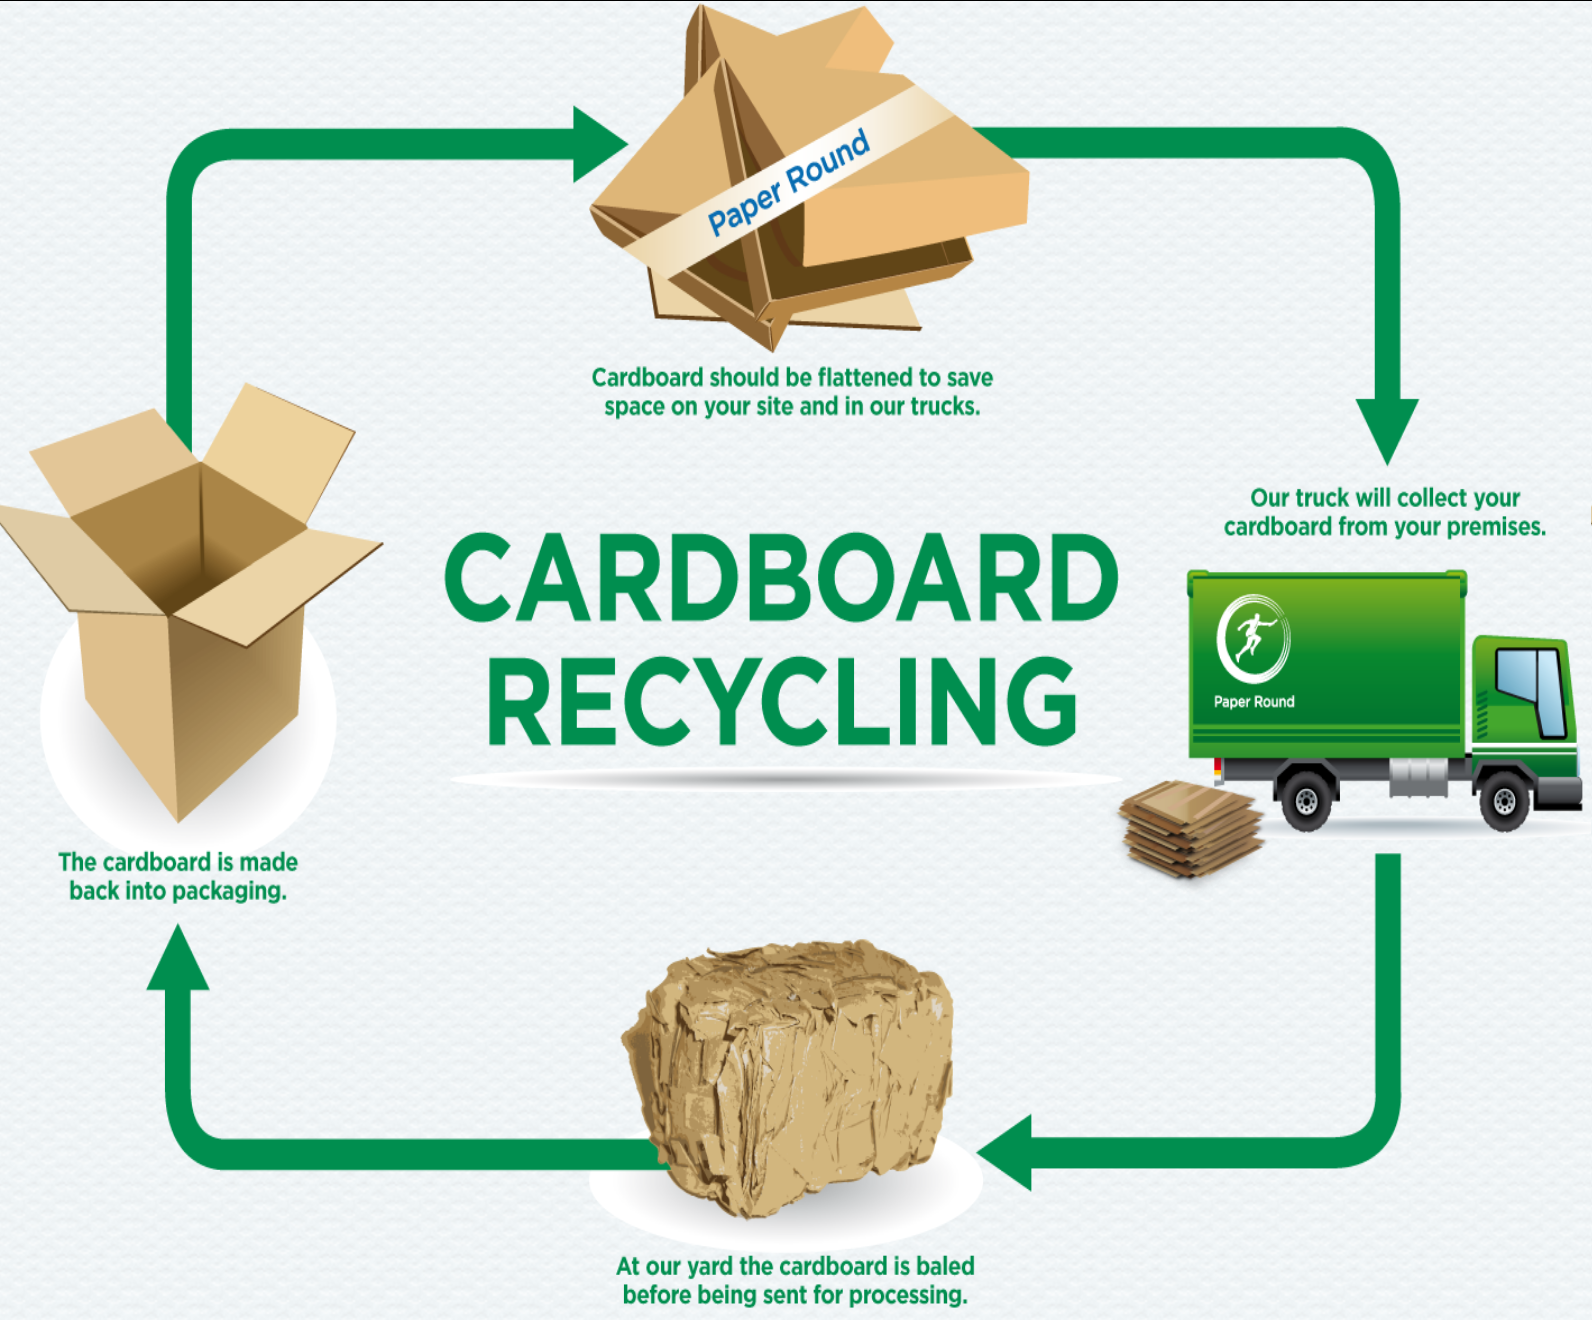 Paper Round
Cardboard should be flattened to save
space on your site and in our trucks.
Our truck will collect your
cardboard from your premises.
CARDBOARD
RECYCLING
Paper Round
The cardboard is made
back into packaging.
At our yard the cardboard is baled
before being sent for processing.